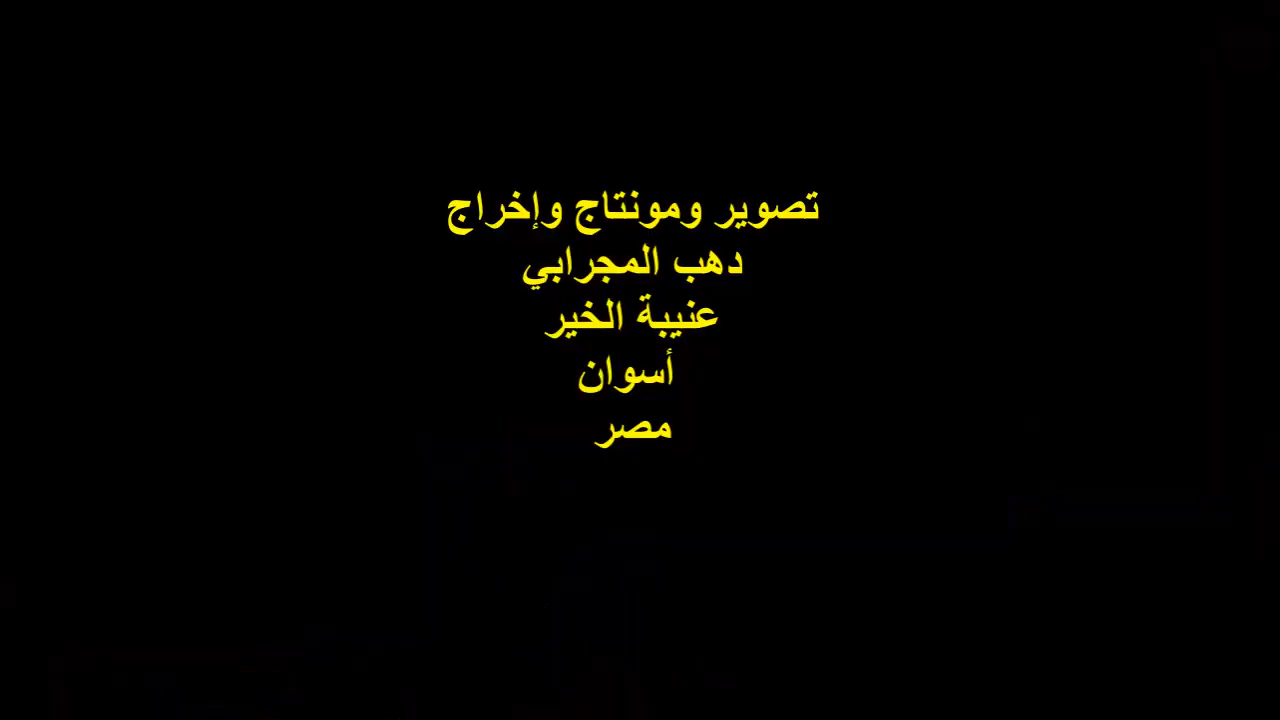 تصوير ومونتاج وإخراج
دهب المجرابي
عنيبة الخير
أسوان
مصر